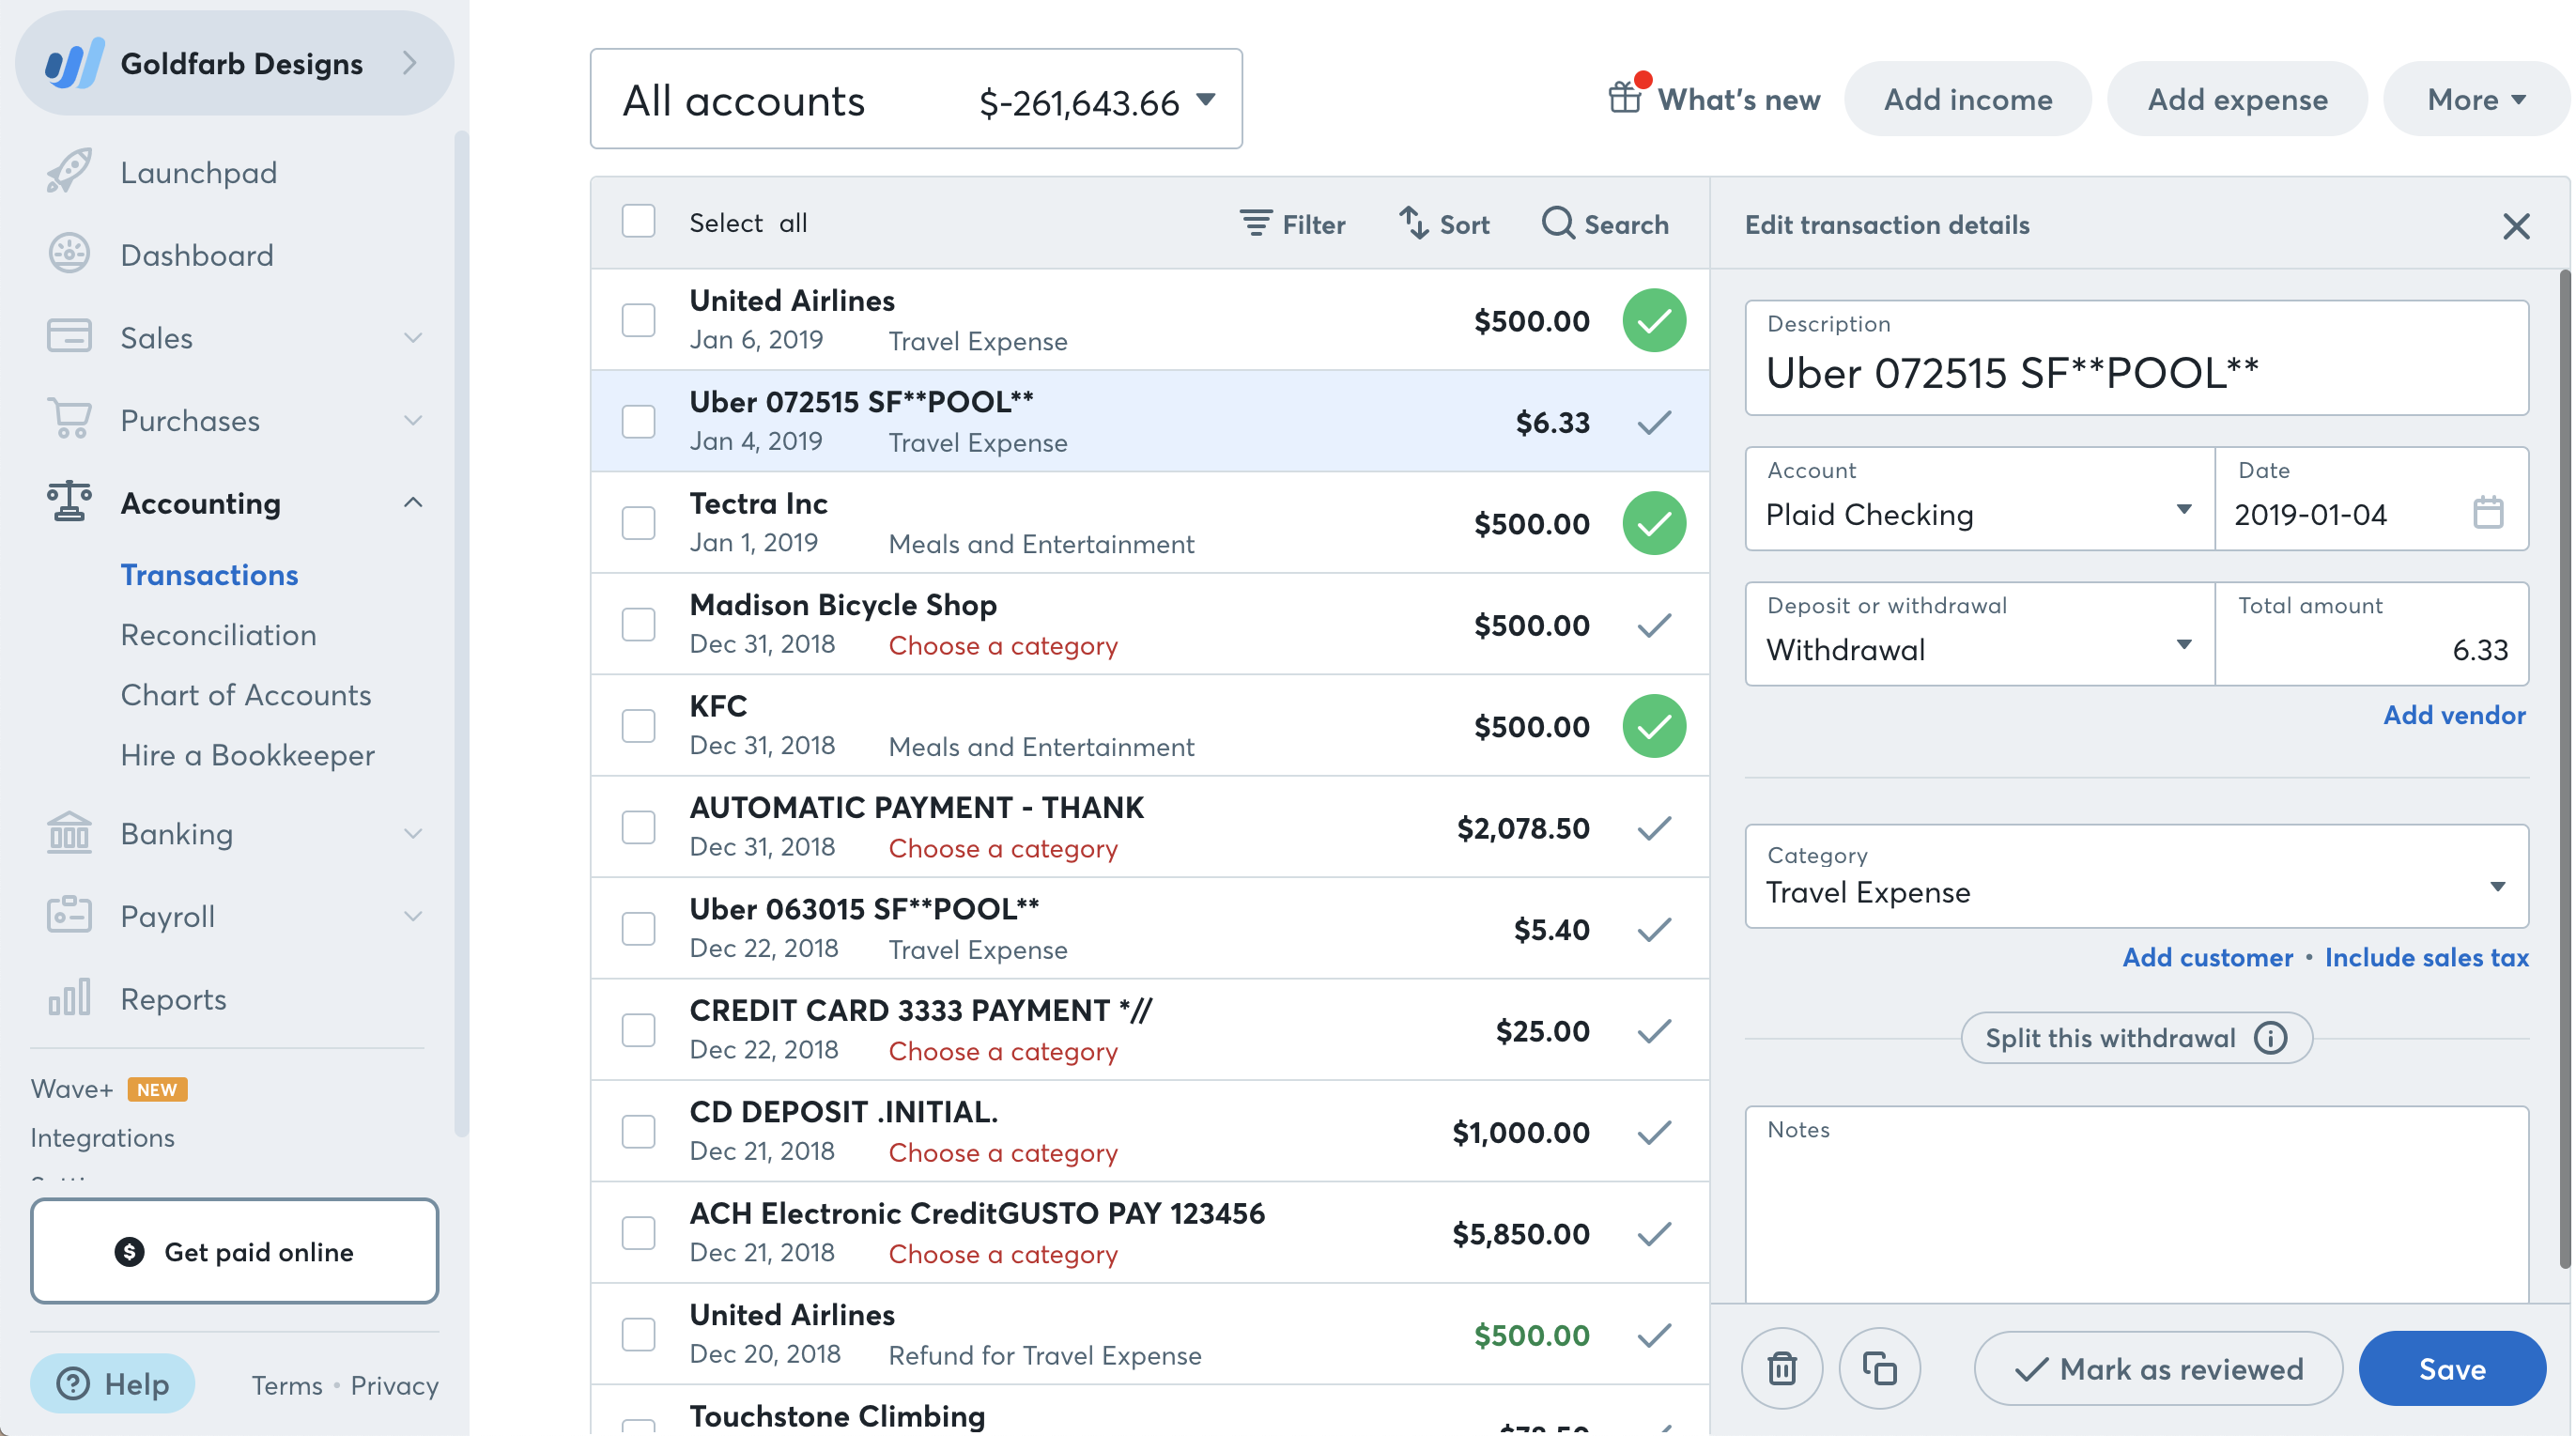 Goldfarb Designs
Launchpad
Dashboard
Sales
Purchases
Accounting
Transactions
Reconciliation
Chart of Accounts
Hire a Bookkeeper
Banking
Payroll
Reports
Wave+ NEW
Integrations
Get paid online
Help
Terms • Privacy
All accounts $-261,643.66
What's new
Add income
Add expense
More
Select all
Filter
Sort
Search
United Airlines
Jan 6, 2019 Travel Expense
$500.00
Uber 072515 SF**POOL**
Jan 4, 2019 Travel Expense
$6.33
Tectra Inc
Jan 1, 2019 Meals and Entertainment
$500.00
Madison Bicycle Shop
Dec 31, 2018 Choose a category
$500.00
KFC
Dec 31, 2018 Meals and Entertainment
$500.00
AUTOMATIC PAYMENT - THANK
Dec 31, 2018 Choose a category
$2,078.50
Uber 063015 SF**POOL**
Dec 22, 2018 Travel Expense
$5.40
CREDIT CARD 3333 PAYMENT *//
Dec 22, 2018 Choose a category
$25.00
CD DEPOSIT .INITIAL.
Dec 21, 2018 Choose a category
$1,000.00
ACH Electronic CreditGUSTO PAY 123456
Dec 21, 2018 Choose a category
$5,850.00
United Airlines
Dec 20, 2018 Refund for Travel Expense
$500.00
Touchstone Climbing
Edit transaction details
Description
Uber 072515 SF**POOL**
Account
Plaid Checking
Date
2019-01-04
Deposit or withdrawal
Withdrawal
Total amount
6.33
Add vendor
Category
Travel Expense
Add customer • Include sales tax
Split this withdrawal
Notes
Mark as reviewed
Save